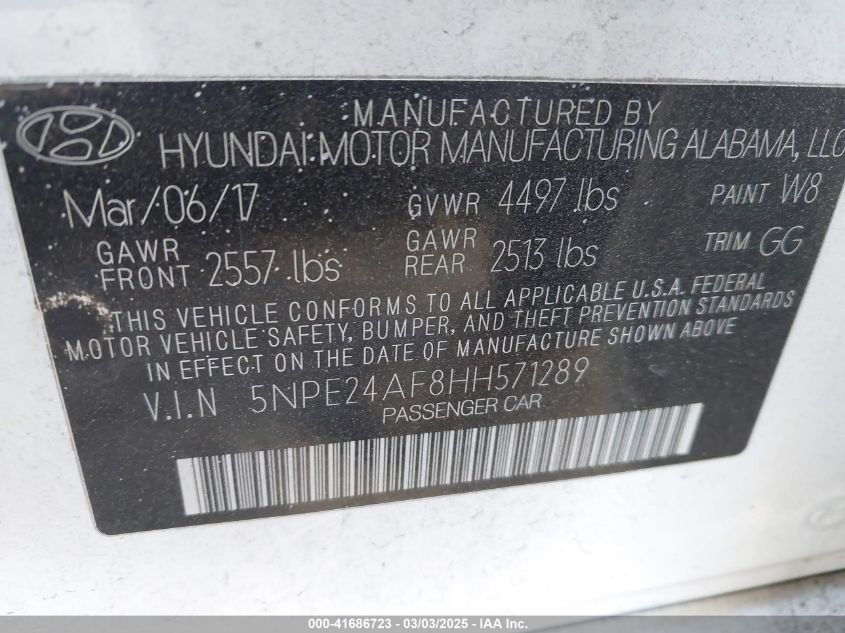 MANUFACTURED BY
HYUNDAI MOTOR MANUFACTURING ALABAMA, LLC
Mar/06/17 GVWR 4497 lbs PAINT W8
GAWR FRONT 2557 lbs GAWR REAR 2513 lbs TRIM GG
THIS VEHICLE CONFORMS TO ALL APPLICABLE U.S.A. FEDERAL
MOTOR VEHICLE SAFETY, BUMPER, AND THEFT PREVENTION STANDARDS
IN EFFECT ON THE DATE OF MANUFACTURE SHOWN ABOVE
V.I.N 5NPE24AF8HH571289
PASSENGER CAR
000-41686723 - 03/03/2025 - IAAI.COM